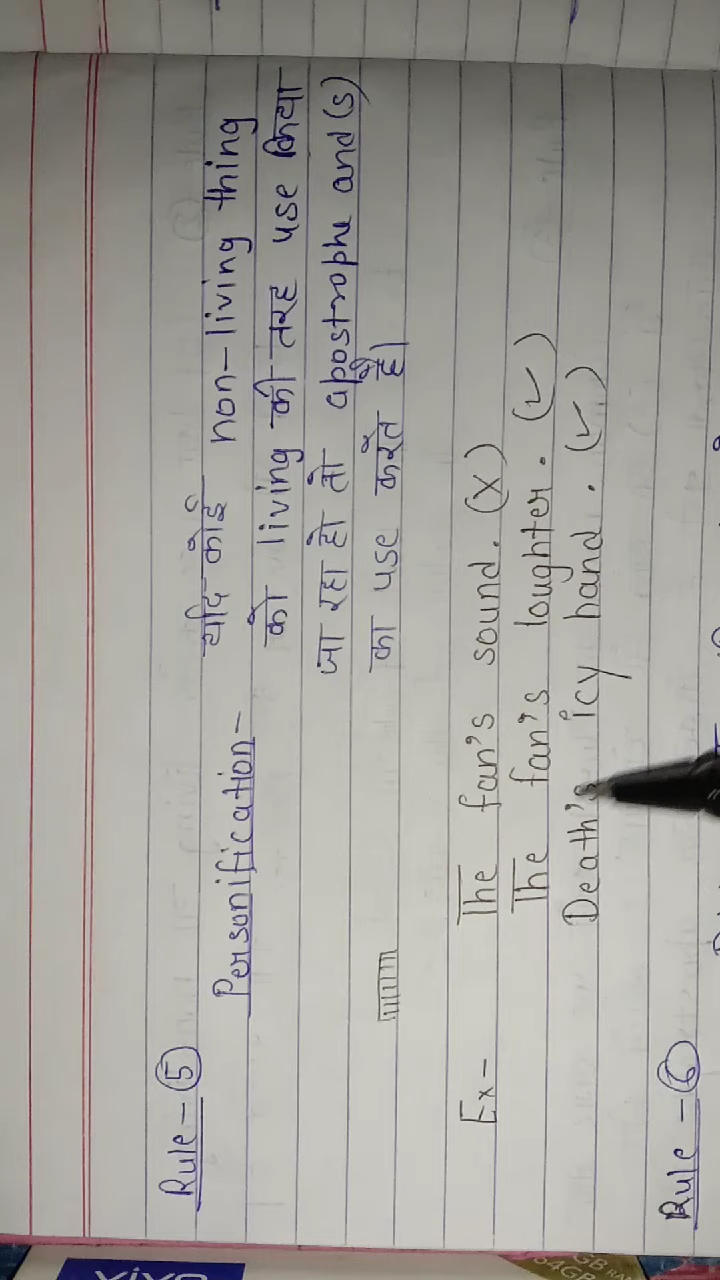 Rule-⑤
Personification- यदि कोई non-living thing
को living की तरह use किया
जा रहा हो तो apostrophe and (s)
का use करते है।
Ex- The fan's sound. (X)
The fan's loughter. (✓)
Death's icy hand. (✓)
Rule-⑥
vivo